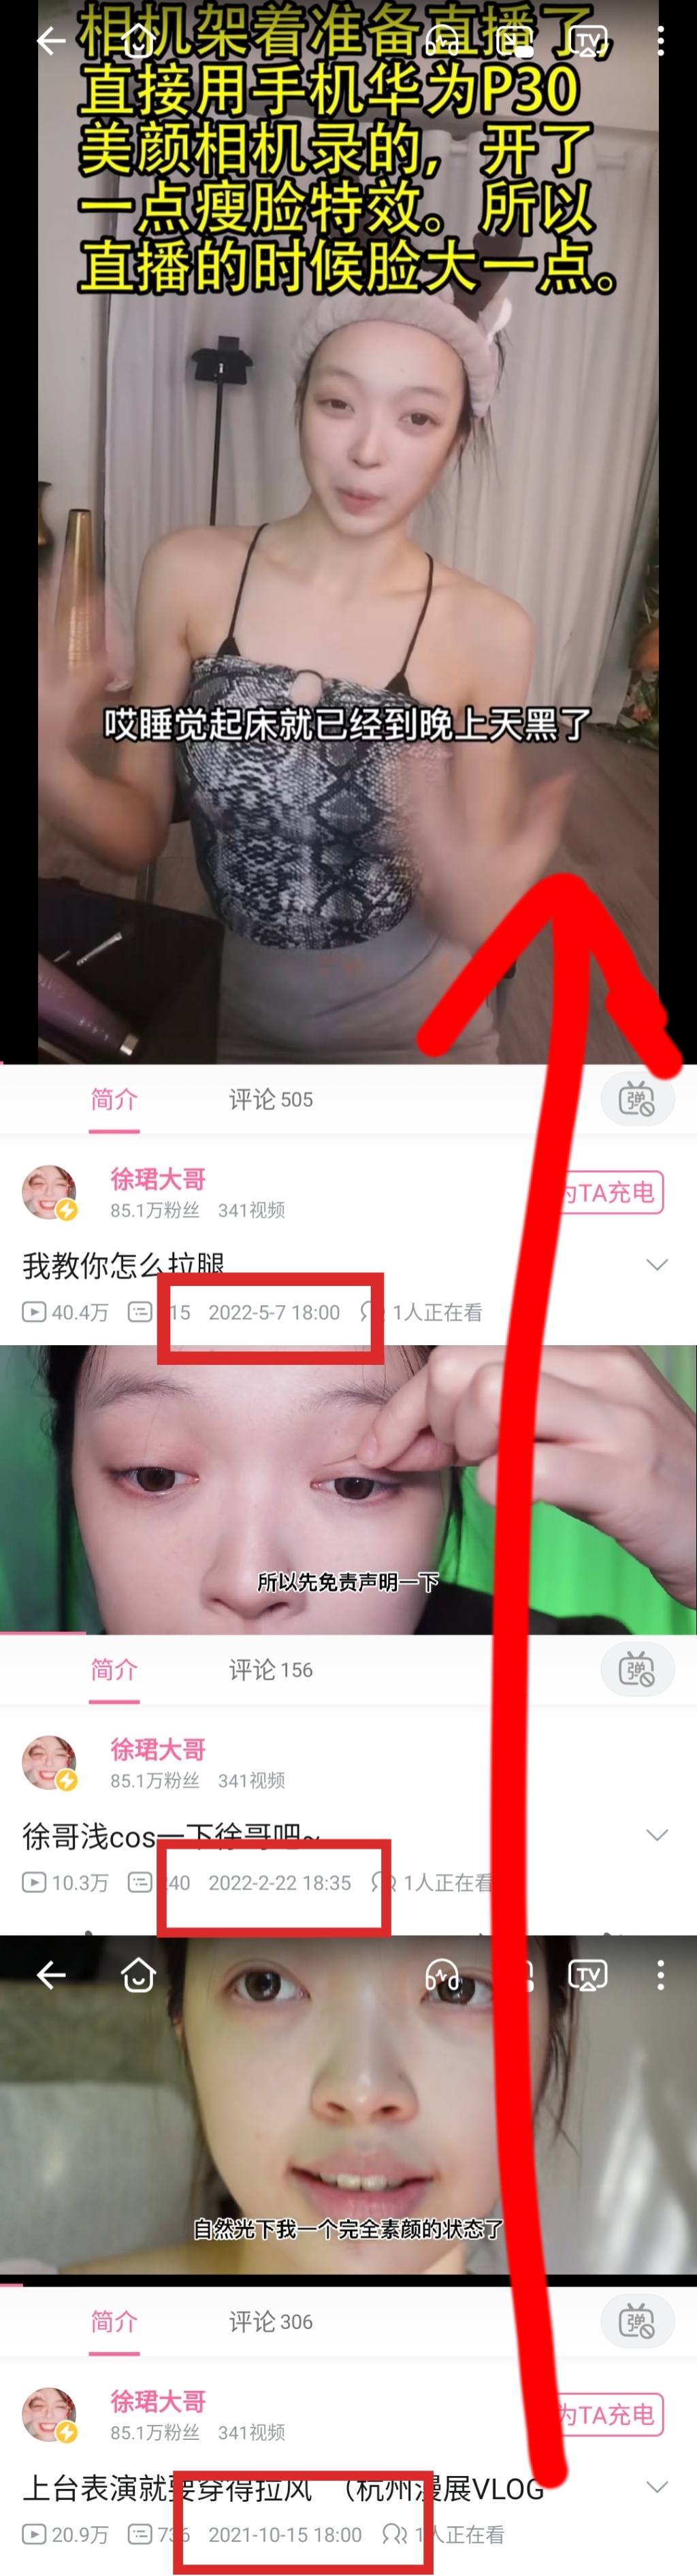 相机架着准备直播了,
直接用手机华为P30
美颜相机录的，开了
一点瘦脸特效。所以
直播的时候脸大一点。
TV
哎睡觉起床就已经到晚上天黑了
简介 评论 505 弹
徐珺大哥
为TA充电
85.1万粉丝 341视频
我教你怎么拉腿
40.4万 15 2022-5-7 18:00 1人正在看
所以先免责声明一下
简介 评论 156 弹
徐珺大哥
85.1万粉丝 341视频
徐哥浅cos一下徐哥吧~
10.3万 40 2022-2-22 18:35 1人正在看
TV
自然光下我一个完全素颜的状态了
简介 评论 306 弹
徐珺大哥
为TA充电
85.1万粉丝 341视频
上台表演就要穿得拉风 （杭州漫展VLOG
20.9万 736 2021-10-15 18:00 1人正在看